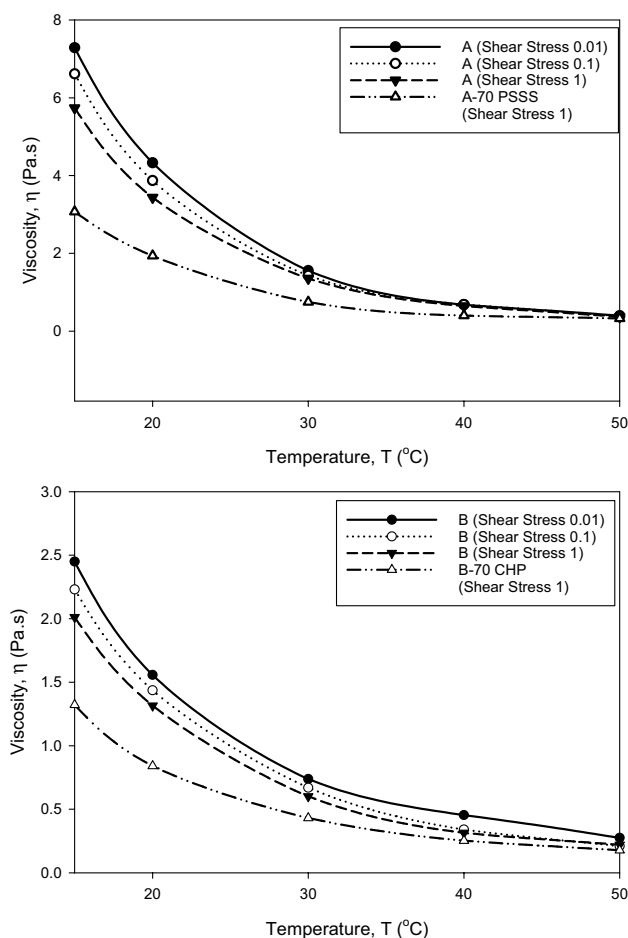 8
6
4
2
0
Viscosity, η (Pa.s)
A (Shear Stress 0.01)
A (Shear Stress 0.1)
A (Shear Stress 1)
A-70 PSSS
(Shear Stress 1)
20
30
40
50
Temperature, T (°C)
3.0
2.5
2.0
1.5
1.0
0.5
0.0
Viscosity, η (Pa.s)
B (Shear Stress 0.01)
B (Shear Stress 0.1)
B (Shear Stress 1)
B-70 CHP
(Shear Stress 1)
20
30
40
50
Temperature, T (°C)